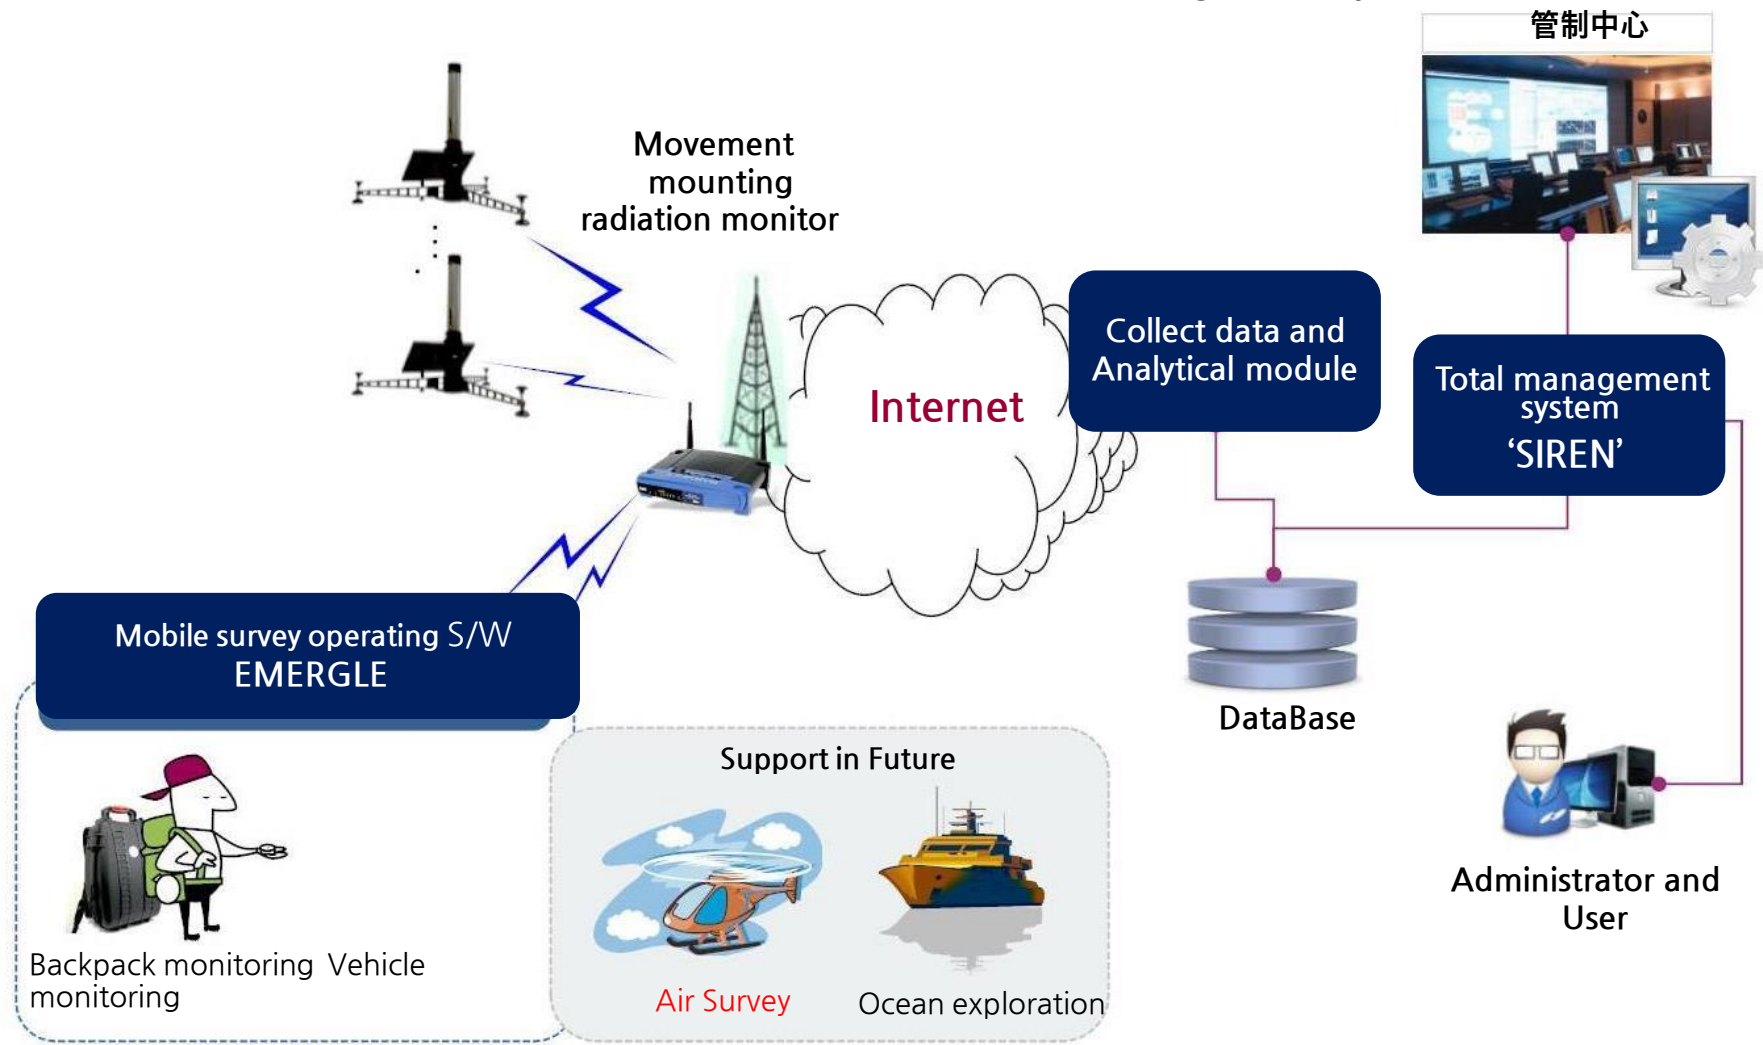 管制中心
Movement
mounting
radiation monitor
Internet
Collect data and
Analytical module
Total management
system
‘SIREN’
Mobile survey operating S/W
EMERGLE
DataBase
Support in Future
Backpack monitoring Vehicle
monitoring
Air Survey
Ocean exploration
Administrator and
User